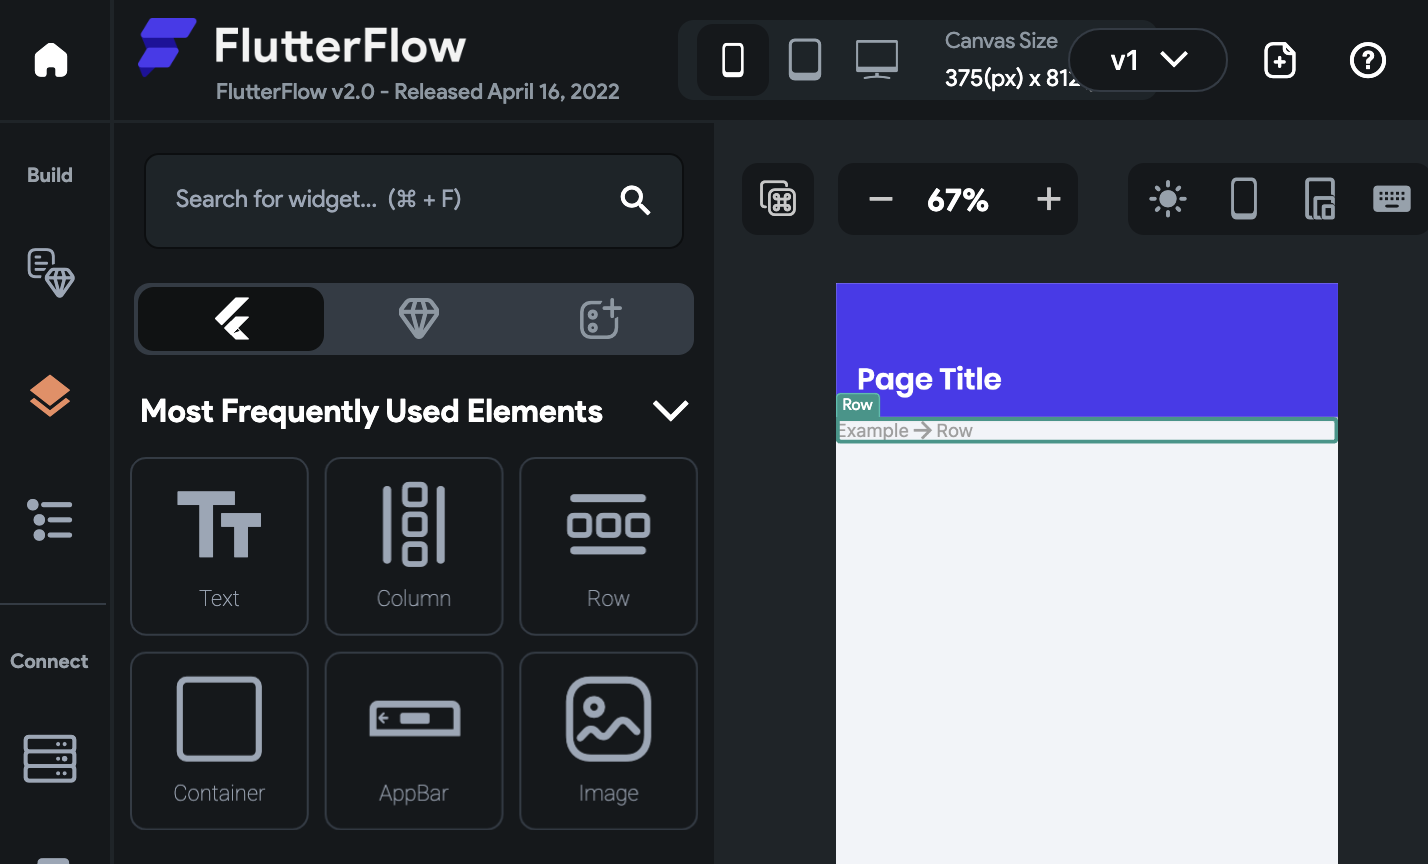 FlutterFlow
FlutterFlow v2.0 - Released April 16, 2022
Canvas Size
375(px) x 812
v1
Build
Search for widget... (⌘ + F)
67%
Most Frequently Used Elements
Text
Column
Row
Container
AppBar
Image
Connect
Page Title
Row
Example → Row